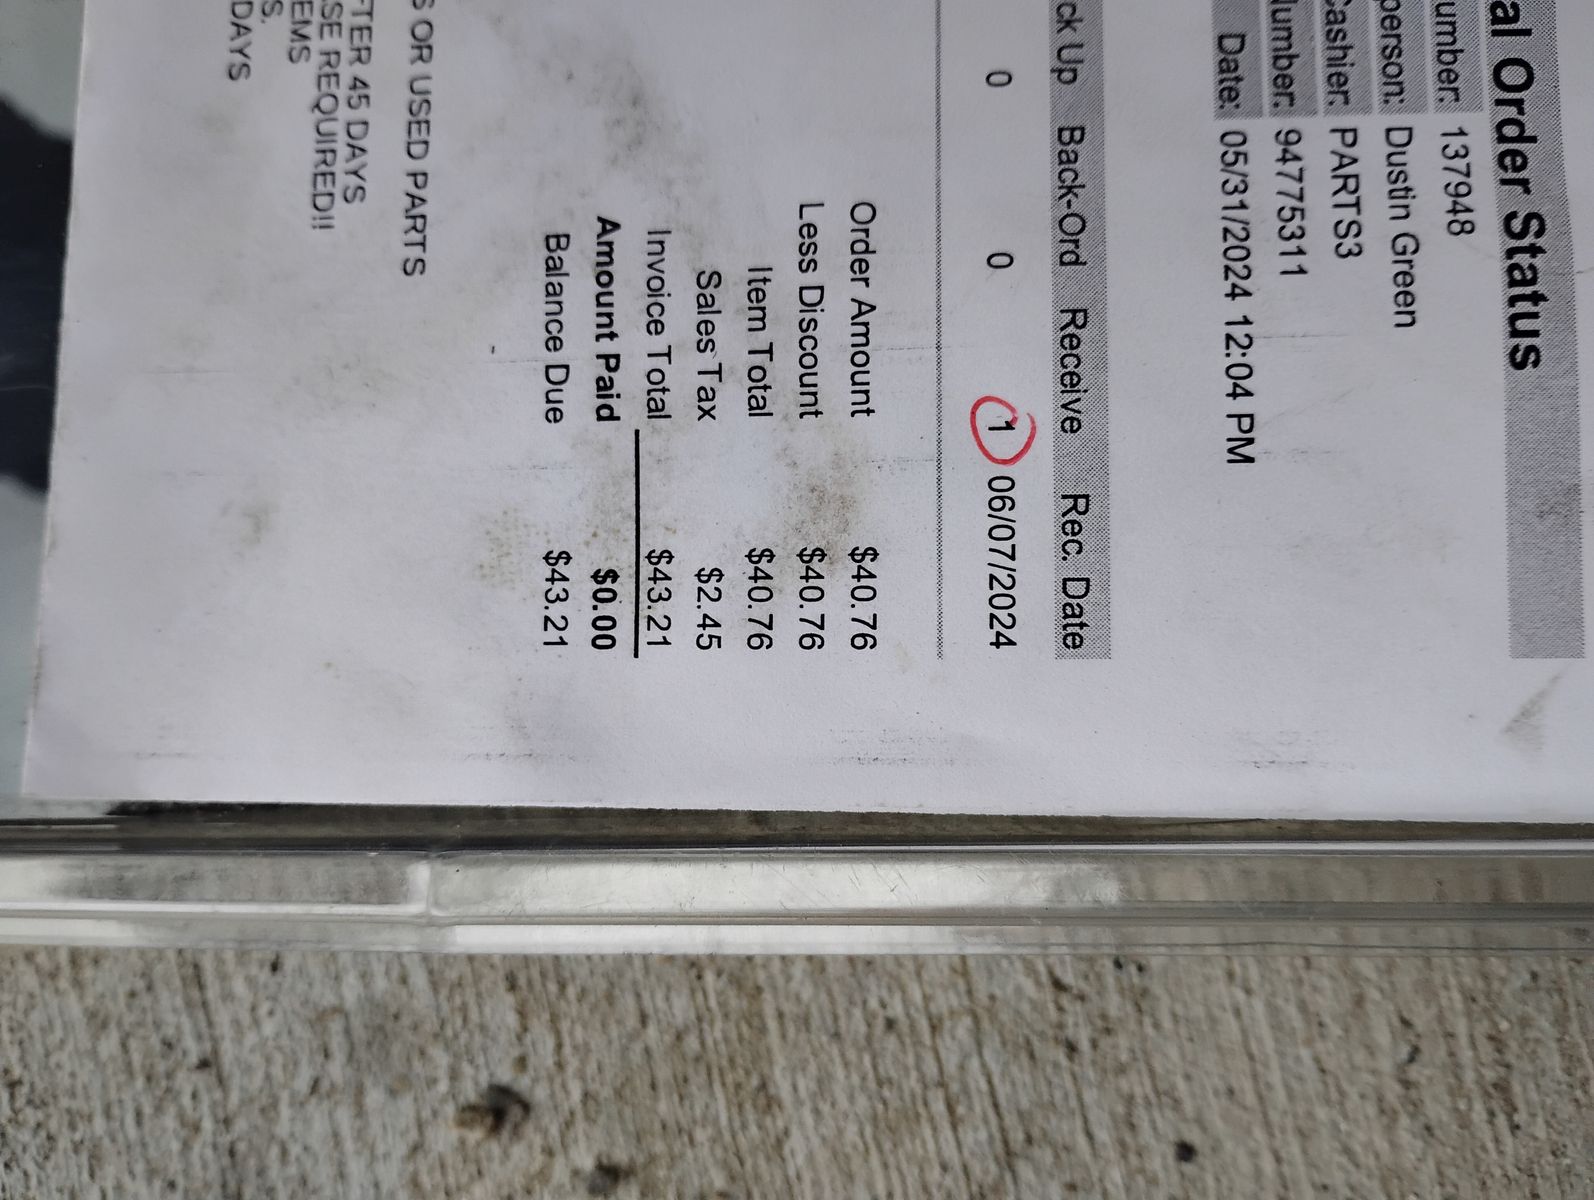 al Order Status
umber: 137948
person: Dustin Green
Cashier: PARTS3
Number: 94775311
Date: 05/31/2024 12:04 PM
ck Up Back-Ord Receive Rec. Date
0 0 1 06/07/2024
Order Amount $40.76
Less Discount $40.76
Item Total $40.76
Sales Tax $2.45
Invoice Total $43.21
Amount Paid $0.00
Balance Due $43.21
S OR USED PARTS
TER 45 DAYS
SE REQUIRED!!
EMS
S.
DAYS